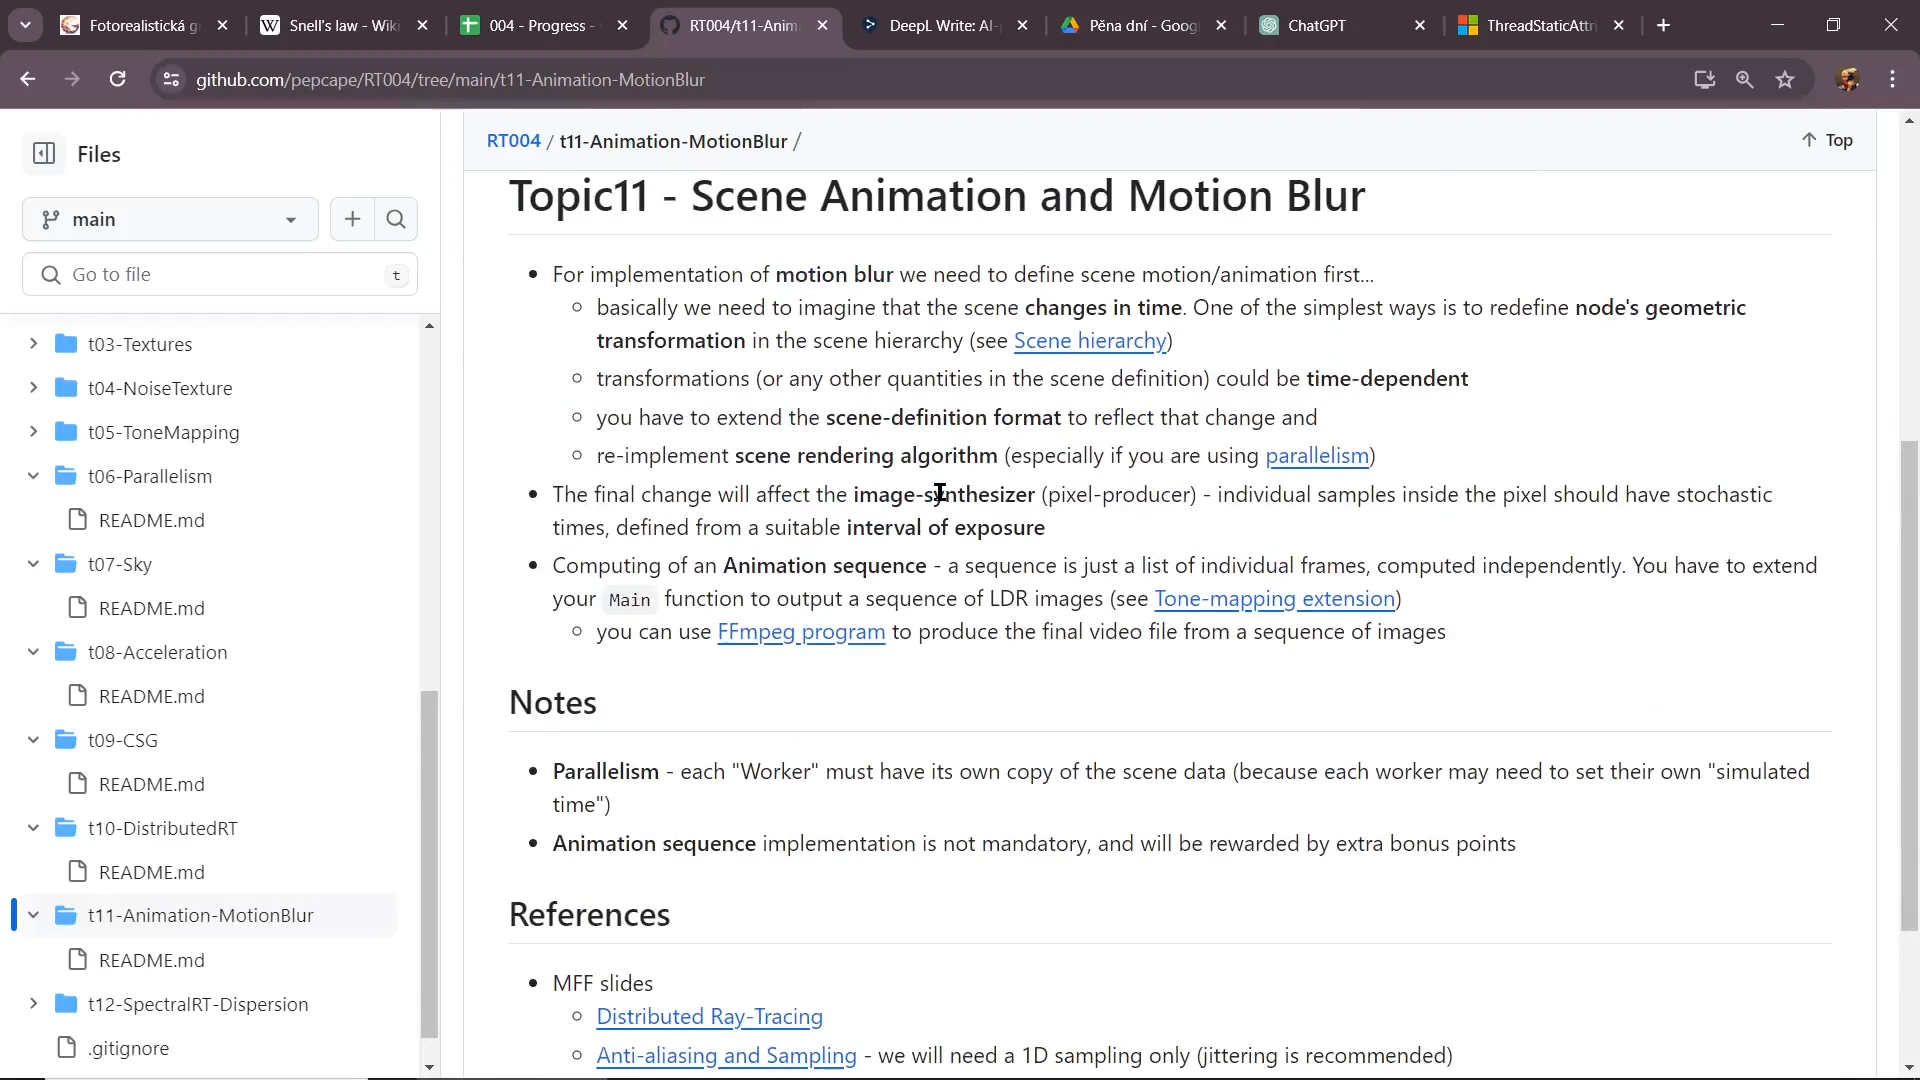 Fotorealistická g
Snell's law - Wiki
004 - Progress -
RT004/t11-Anim
DeepL Write: AI-
Pěna dní - Goog
ChatGPT
ThreadStaticAttri
github.com/pepcape/RT004/tree/main/t11-Animation-MotionBlur
Files
main
Go to file
t
t03-Textures
t04-NoiseTexture
t05-ToneMapping
t06-Parallelism
README.md
t07-Sky
README.md
t08-Acceleration
README.md
t09-CSG
README.md
t10-DistributedRT
README.md
t11-Animation-MotionBlur
README.md
t12-SpectralRT-Dispersion
.gitignore
RT004 / t11-Animation-MotionBlur /
Top
Topic11 - Scene Animation and Motion Blur
For implementation of motion blur we need to define scene motion/animation first...
basically we need to imagine that the scene changes in time. One of the simplest ways is to redefine node's geometric
transformation in the scene hierarchy (see Scene hierarchy)
transformations (or any other quantities in the scene definition) could be time-dependent
you have to extend the scene-definition format to reflect that change and
re-implement scene rendering algorithm (especially if you are using parallelism)
The final change will affect the image-synthesizer (pixel-producer) - individual samples inside the pixel should have stochastic
times, defined from a suitable interval of exposure
Computing of an Animation sequence - a sequence is just a list of individual frames, computed independently. You have to extend
your Main function to output a sequence of LDR images (see Tone-mapping extension)
you can use FFmpeg program to produce the final video file from a sequence of images
Notes
Parallelism - each "Worker" must have its own copy of the scene data (because each worker may need to set their own "simulated
time")
Animation sequence implementation is not mandatory, and will be rewarded by extra bonus points
References
MFF slides
Distributed Ray-Tracing
Anti-aliasing and Sampling - we will need a 1D sampling only (jittering is recommended)